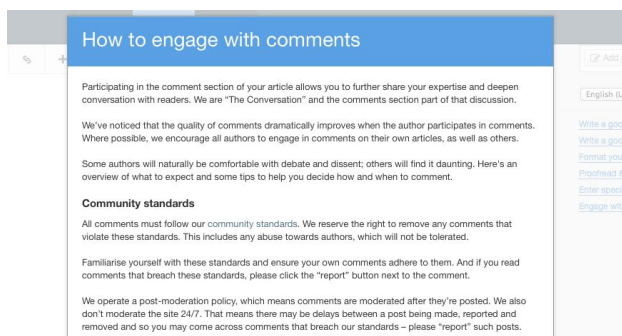 How to engage with comments
Add
English (U
Participating in the comment section of your article allows you to further share your expertise and deepen
conversation with readers. We are “The Conversation” and the comments section part of that discussion.
We’ve noticed that the quality of comments dramatically improves when the author participates in comments.
Where possible, we encourage all authors to engage in comments on their own articles, as well as others.
Some authors will naturally be comfortable with debate and dissent; others will find it daunting. Here’s an
overview of what to expect and some tips to help you decide how and when to comment.
Community standards
All comments must follow our community standards. We reserve the right to remove any comments that
violate these standards. This includes any abuse towards authors, which will not be tolerated.
Familiarise yourself with these standards and ensure your own comments adhere to them. And if you read
comments that breach these standards, please click the “report” button next to the comment.
We operate a post-moderation policy, which means comments are moderated after they’re posted. We also
don’t moderate the site 24/7. That means there may be delays between a post being made, reported and
removed and so you may come across comments that breach our standards – please “report” such posts.
Write a goo
Write a goo
Format you
Proofread &
Enter speci
Engage wit